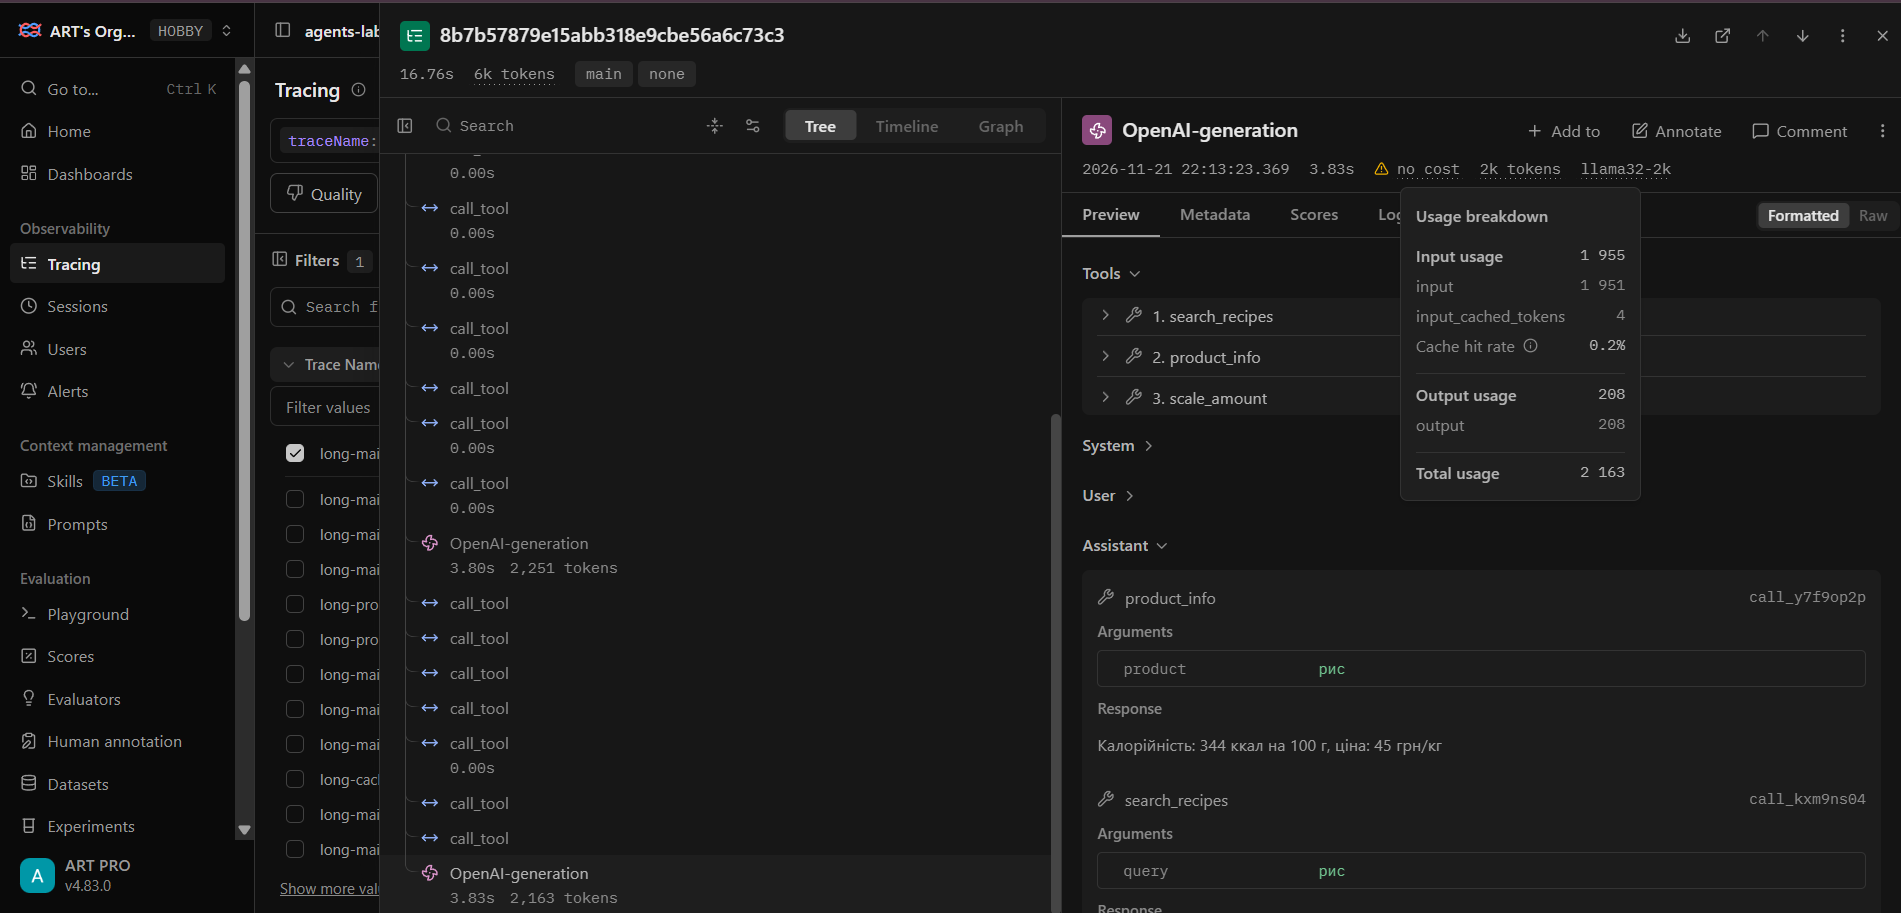 ART's Org...
HOBBY
Go to...
Ctrl K
Home
Dashboards
Observability
Tracing
Sessions
Users
Alerts
Context management
Skills
BETA
Prompts
Evaluation
Playground
Scores
Evaluators
Human annotation
Datasets
Experiments
A
ART PRO
v4.83.0
agents-lab
Tracing
traceName:
Quality
Filters
1
Search f
Trace Name
Filter values
long-mai
long-mai
long-mai
long-mai
long-pro
long-pro
long-mai
long-mai
long-mai
long-cacl
long-mai
long-mai
Show more val
8b7b57879e15abb318e9cbe56a6c73c3
16.76s
6k tokens
main
none
Search
Tree
Timeline
Graph
0.00s
call_tool
0.00s
call_tool
0.00s
call_tool
0.00s
call_tool
call_tool
0.00s
call_tool
0.00s
OpenAI-generation
3.80s 2,251 tokens
call_tool
call_tool
call_tool
call_tool
call_tool
0.00s
call_tool
call_tool
OpenAI-generation
3.83s 2,163 tokens
OpenAI-generation
Add to
Annotate
Comment
2026-11-21 22:13:23.369
3.83s
no cost
2k tokens
llama32-2k
Preview
Metadata
Scores
Log
Formatted
Raw
Usage breakdown
Input usage 1 955
input 1 951
input_cached_tokens 4
Cache hit rate 0.2%
Output usage 208
output 208
Total usage 2 163
Tools
1. search_recipes
2. product_info
3. scale_amount
System
User
Assistant
product_info
call_y7f9op2p
Arguments
product рис
Response
Калорійність: 344 ккал на 100 г, ціна: 45 грн/кг
search_recipes
call_kxm9ns04
Arguments
query рис
Response